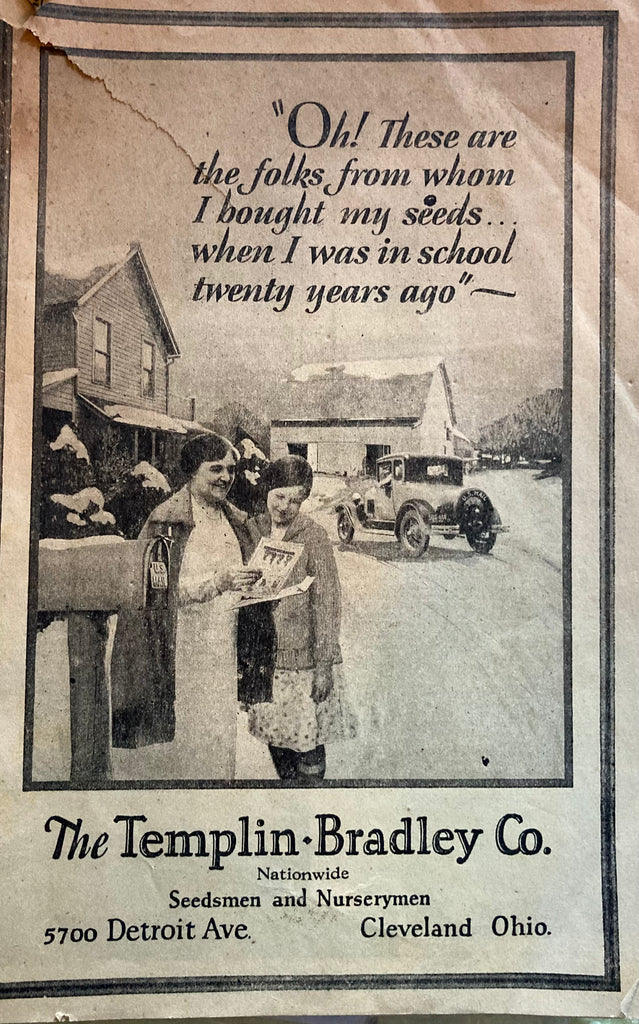 "Oh! These are
the folks from whom
I bought my seeds...
when I was in school
twenty years ago"~
U.S. MAIL
The Templin-Bradley Co.
Nationwide
Seedsmen and Nurserymen
5700 Detroit Ave. Cleveland Ohio.